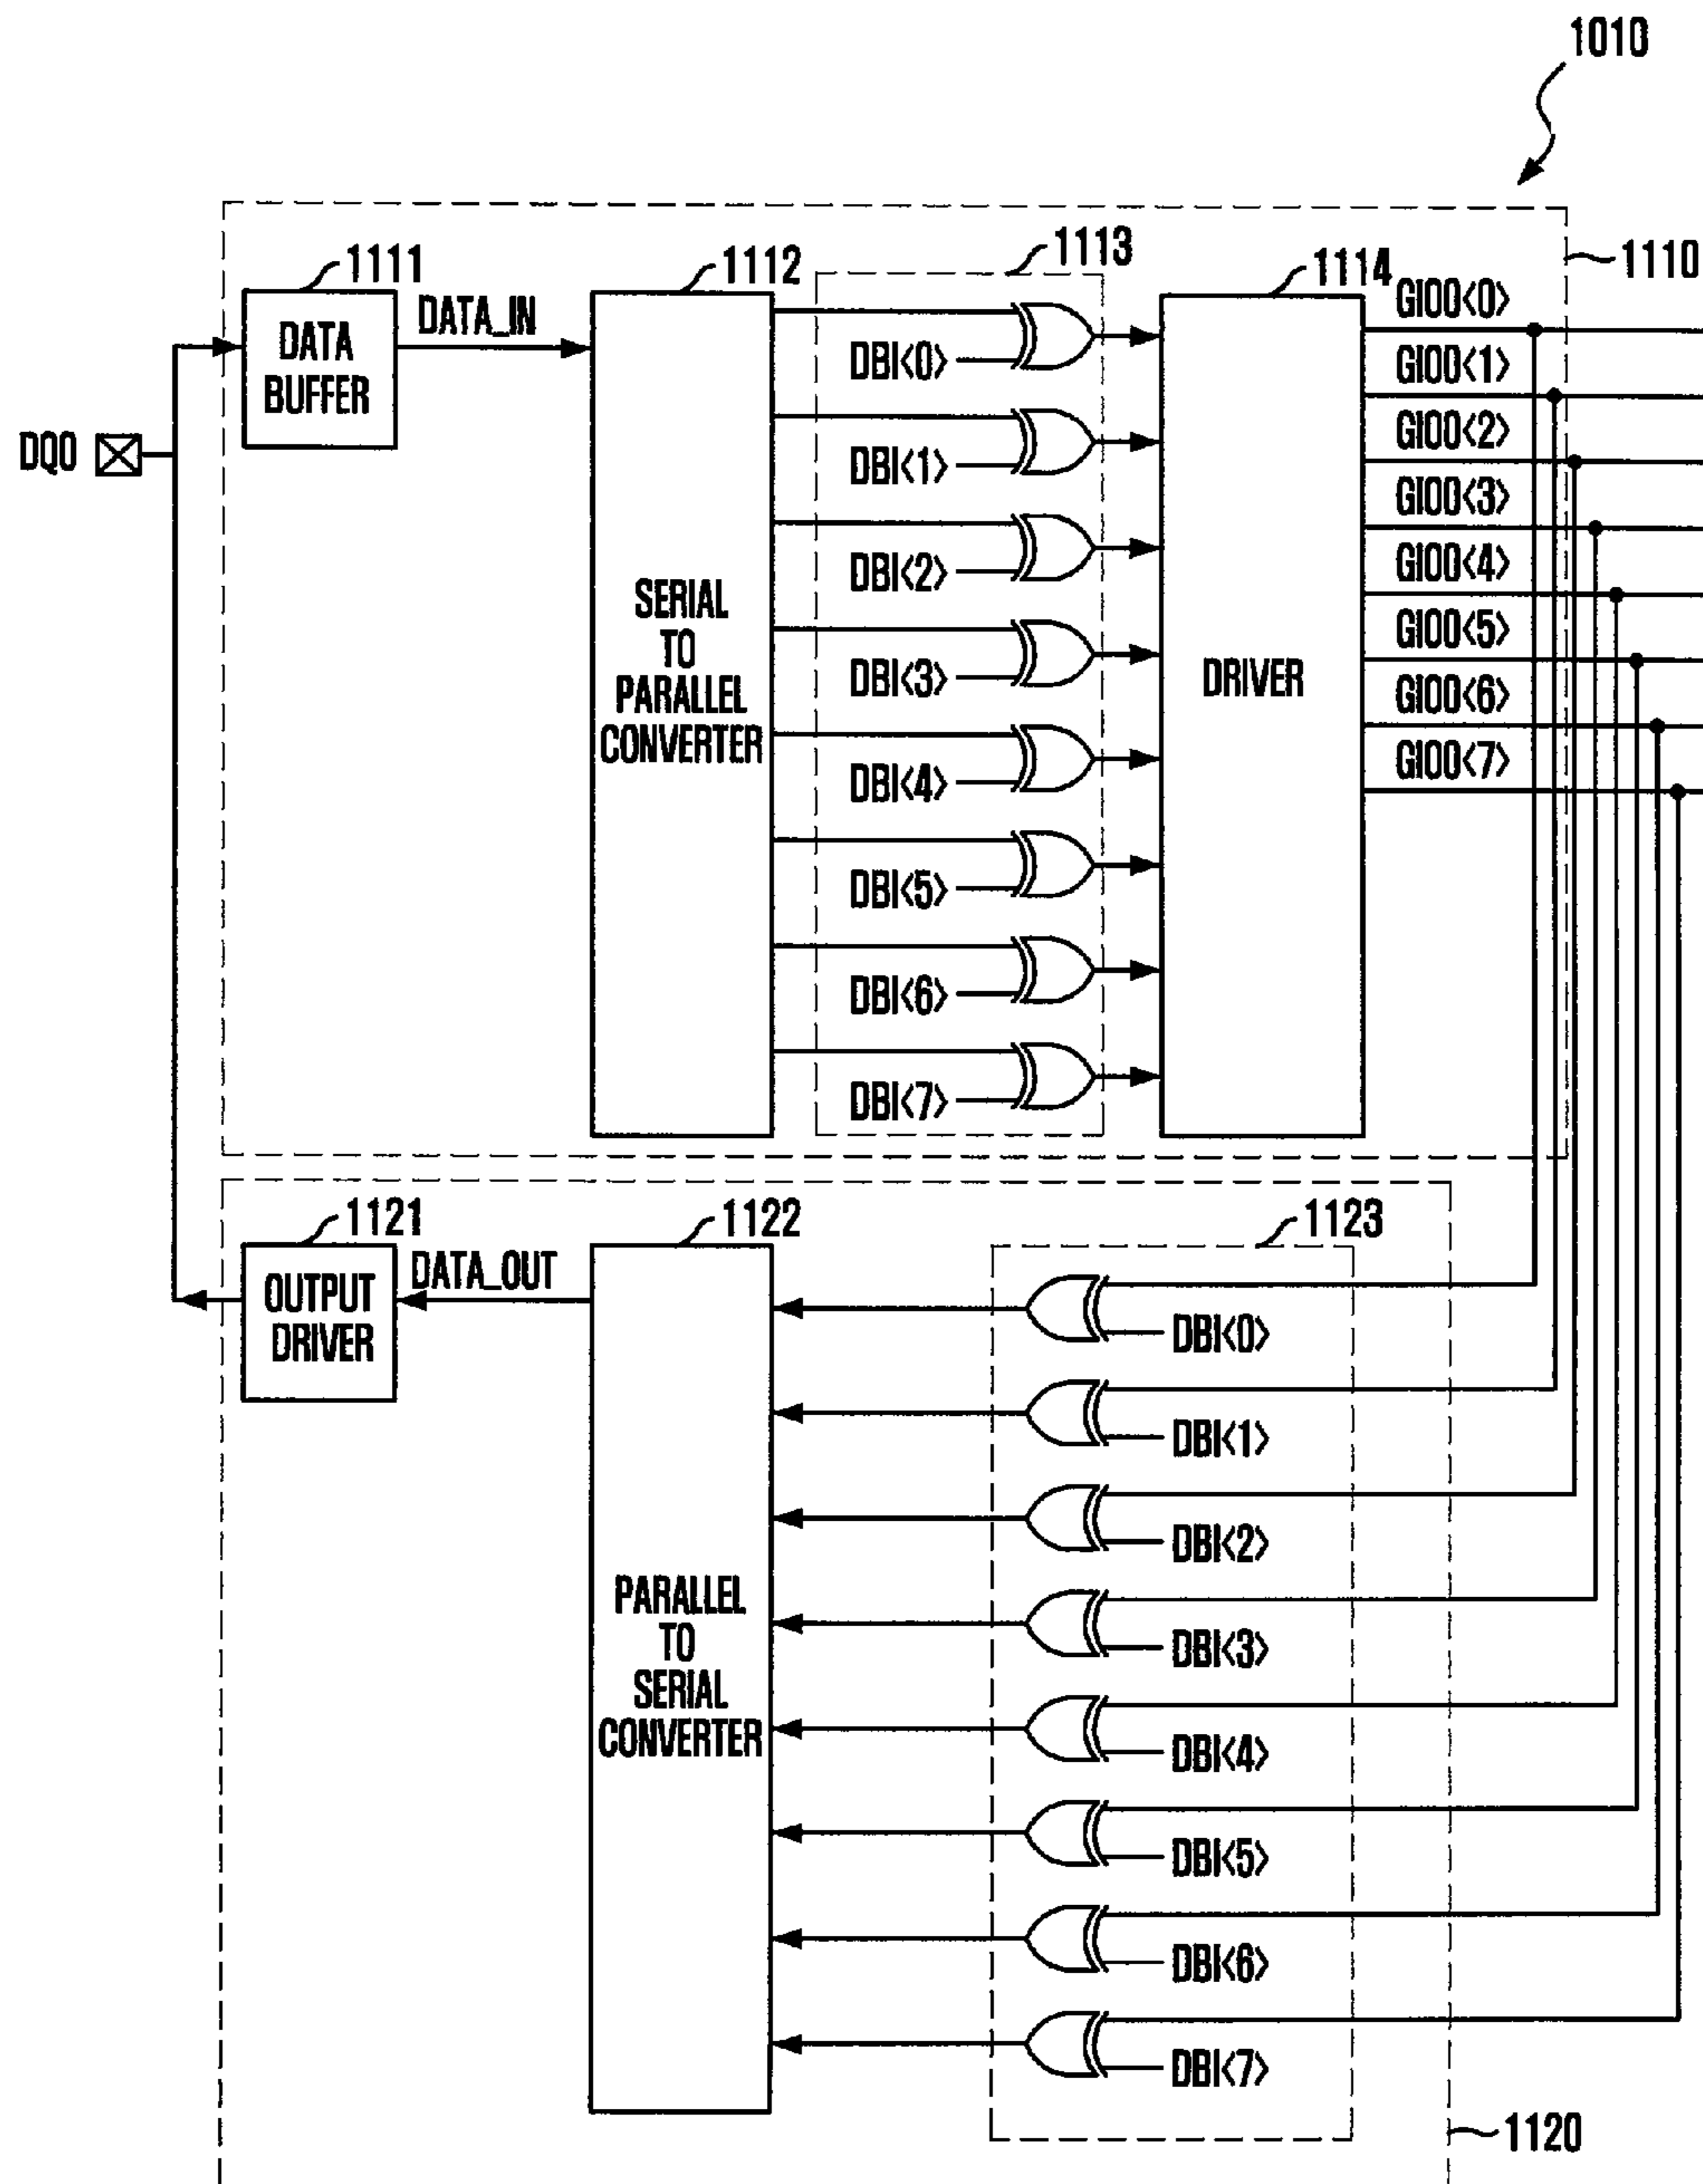 1010
1110
1111
1112
1113
1114
DATA
BUFFER
DATA_IN
DQ0
SERIAL
TO
PARALLEL
CONVERTER
DBI<0>
DBI<1>
DBI<2>
DBI<3>
DBI<4>
DBI<5>
DBI<6>
DBI<7>
DRIVER
GIO0<0>
GIO0<1>
GIO0<2>
GIO0<3>
GIO0<4>
GIO0<5>
GIO0<6>
GIO0<7>
1121
1122
1123
OUTPUT
DRIVER
DATA_OUT
PARALLEL
TO
SERIAL
CONVERTER
DBI<0>
DBI<1>
DBI<2>
DBI<3>
DBI<4>
DBI<5>
DBI<6>
DBI<7>
1120